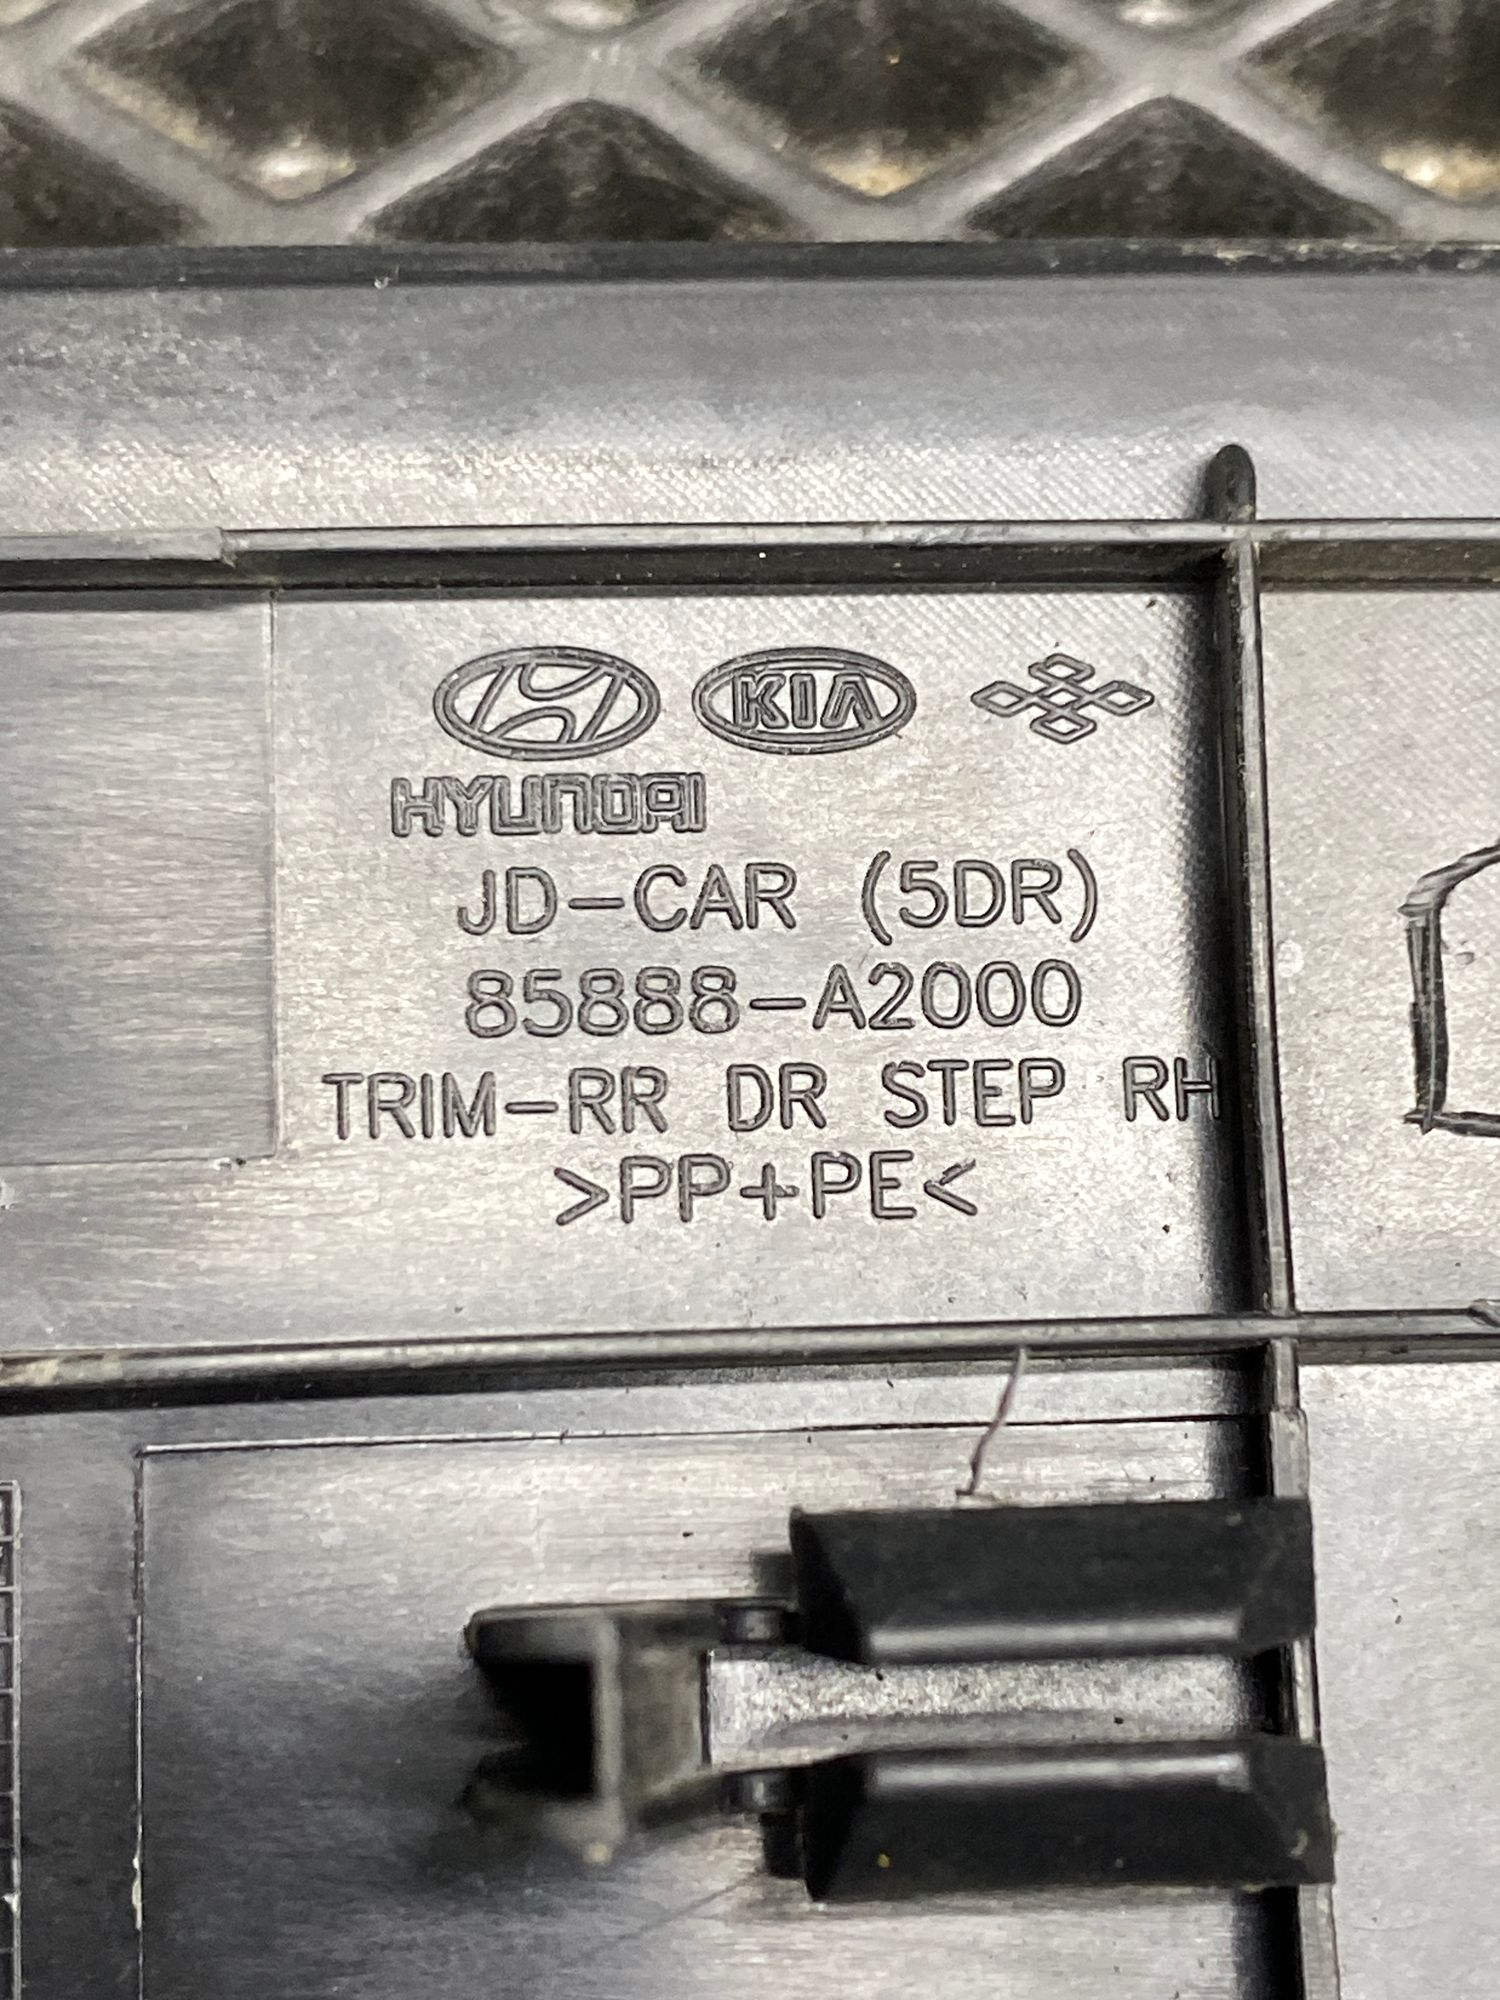 KIA
HYUNDAI
JD-CAR (5DR)
85888-A2000
TRIM-RR DR STEP RH
>PP+PE<